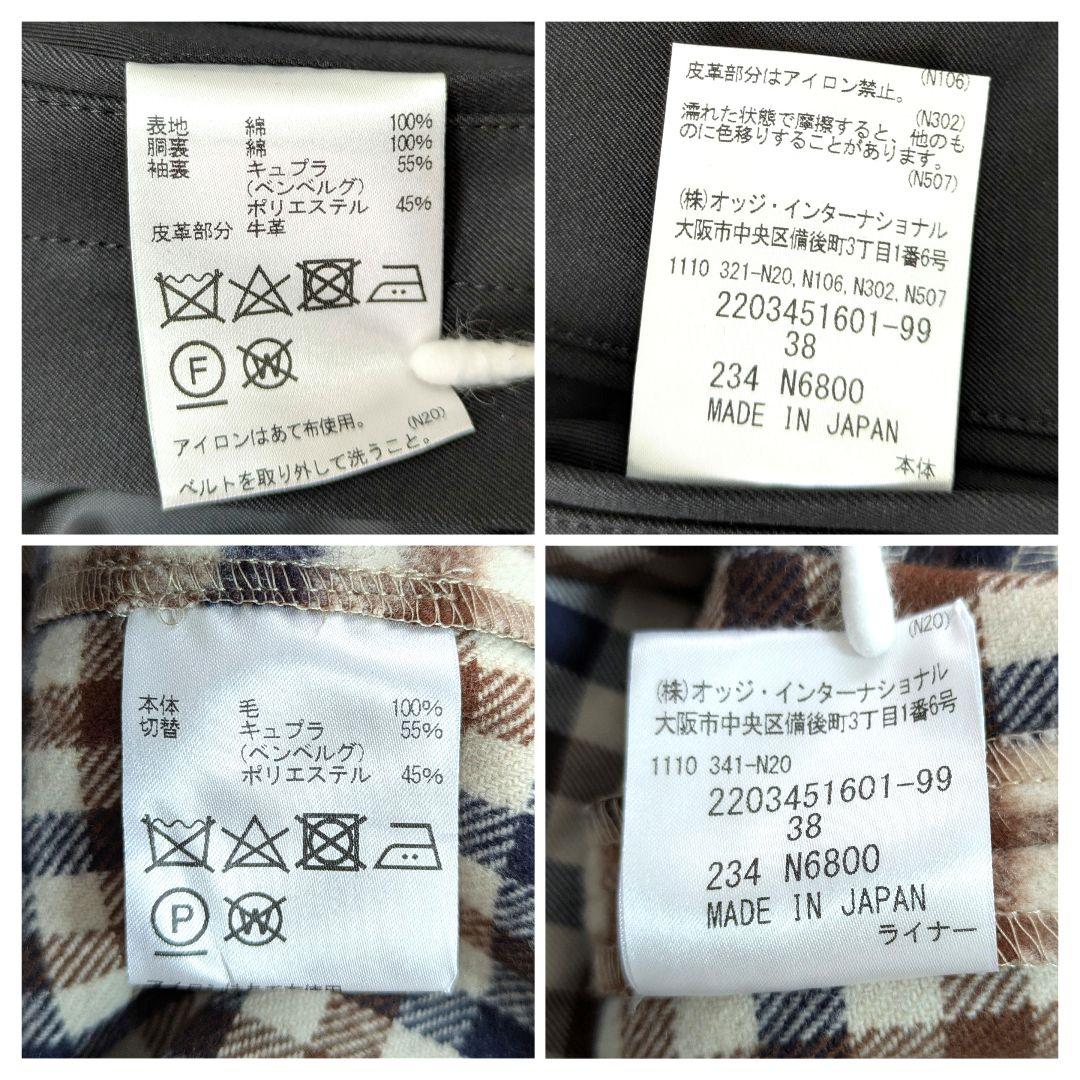 表地 綿 100%
胴裏 綿 100%
袖裏 キュプラ 55%
(ベンベルグ)
ポリエステル 45%
皮革部分 牛革
F
W
アイロンはあて布使用。 (N20)
ベルトを取り外して洗うこと。
皮革部分はアイロン禁止。 (N106)
(N302)
濡れた状態で摩擦すると、他のも
のに色移りすることがあります。
(N507)
(株)オッジ・インターナショナル
大阪市中央区備後町3丁目1番6号
1110 321-N20, N106, N302, N507
2203451601-99
38
234 N6800
MADE IN JAPAN
本体
本体 毛 100%
切替 キュプラ 55%
(ベンベルグ)
ポリエステル 45%
P
W
アイロンはあて布使用
(N20)
(株)オッジ・インターナショナル
大阪市中央区備後町3丁目1番6号
1110 341-N20
2203451601-99
38
234 N6800
MADE IN JAPAN
ライナー